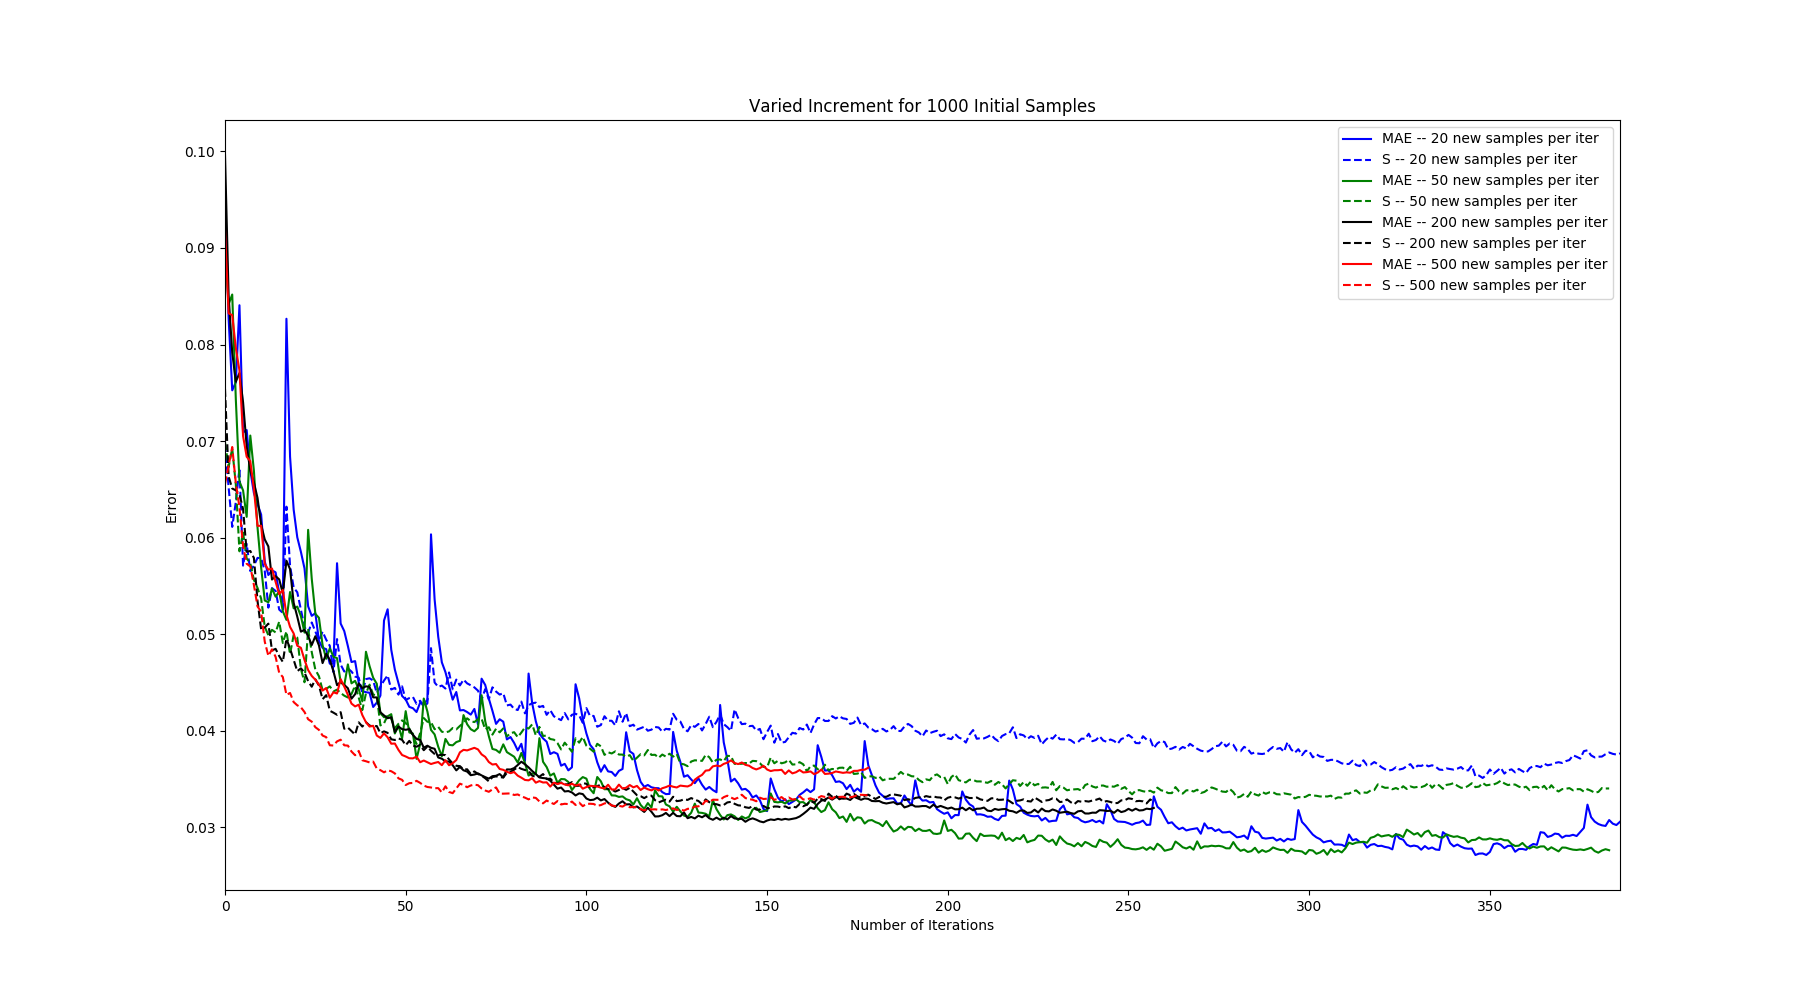 Varied Increment for 1000 Initial Samples
MAE -- 20 new samples per iter
S -- 20 new samples per iter
MAE -- 50 new samples per iter
S -- 50 new samples per iter
MAE -- 200 new samples per iter
S -- 200 new samples per iter
MAE -- 500 new samples per iter
S -- 500 new samples per iter
0.10
0.09
0.08
0.07
0.06
0.05
0.04
0.03
Error
0 50 100 150 200 250 300 350
Number of Iterations